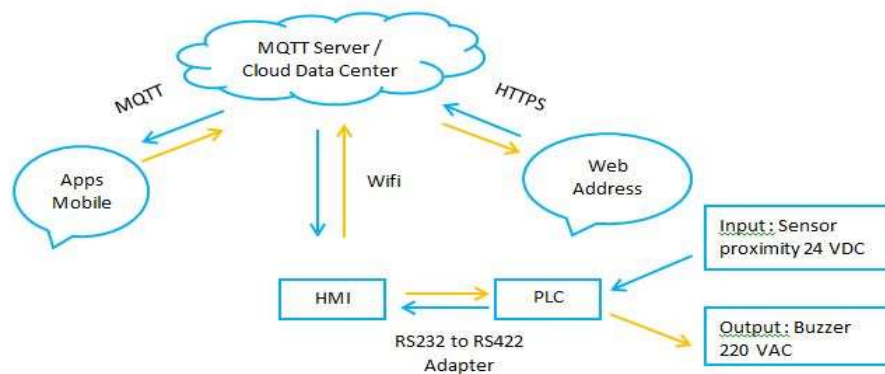 MQTT Server /
Cloud Data Center
MQTT
HTTPS
Apps
Mobile
Wifi
Web
Address
Input : Sensor
proximity 24 VDC
HMI
PLC
RS232 to RS422
Adapter
Output : Buzzer
220 VAC